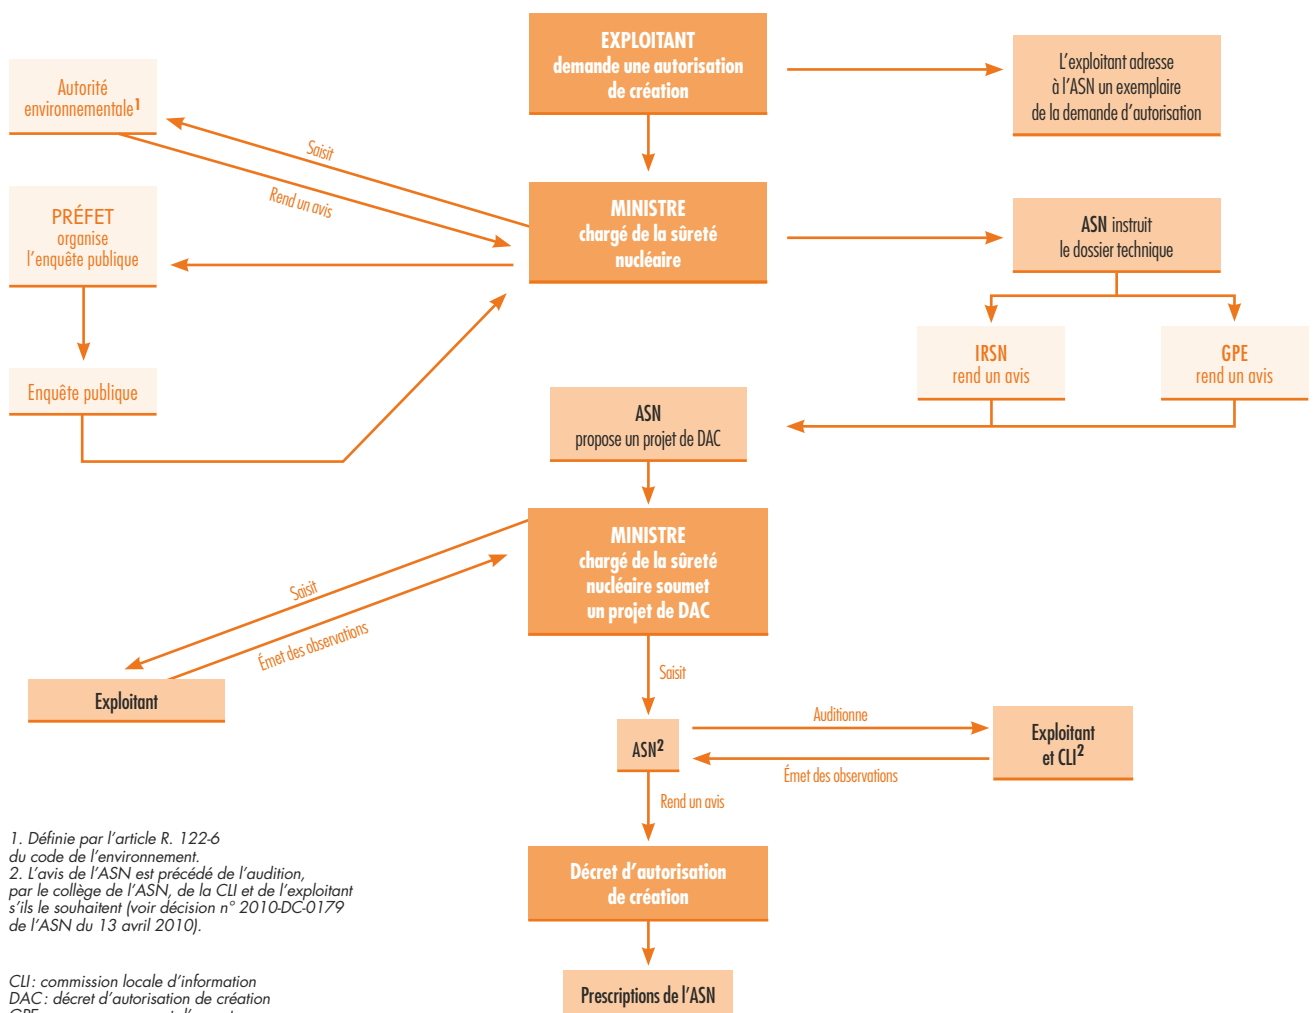 EXPLOITANT
demande une autorisation
de création
L'exploitant adresse
à l'ASN un exemplaire
de la demande d'autorisation
Autorité
environnementale1
Saisit
Rend un avis
MINISTRE
chargé de la sûreté
nucléaire
PRÉFET
organise
l'enquête publique
ASN instruit
le dossier technique
IRSN
rend un avis
GPE
rend un avis
Enquête publique
ASN
propose un projet de DAC
MINISTRE
chargé de la sûreté
nucléaire soumet
un projet de DAC
Saisit
Émet des observations
Exploitant
Saisit
ASN2
Auditionne
Émet des observations
Exploitant
et CLI2
Rend un avis
Décret d'autorisation
de création
Prescriptions de l'ASN
1. Définie par l'article R. 122-6
du code de l'environnement.
2. L'avis de l'ASN est précédé de l'audition,
par le collège de l'ASN, de la CLI et de l'exploitant
s'ils le souhaitent (voir décision n° 2010-DC-0179
de l'ASN du 13 avril 2010).
CLI : commission locale d'information
DAC : décret d'autorisation de création